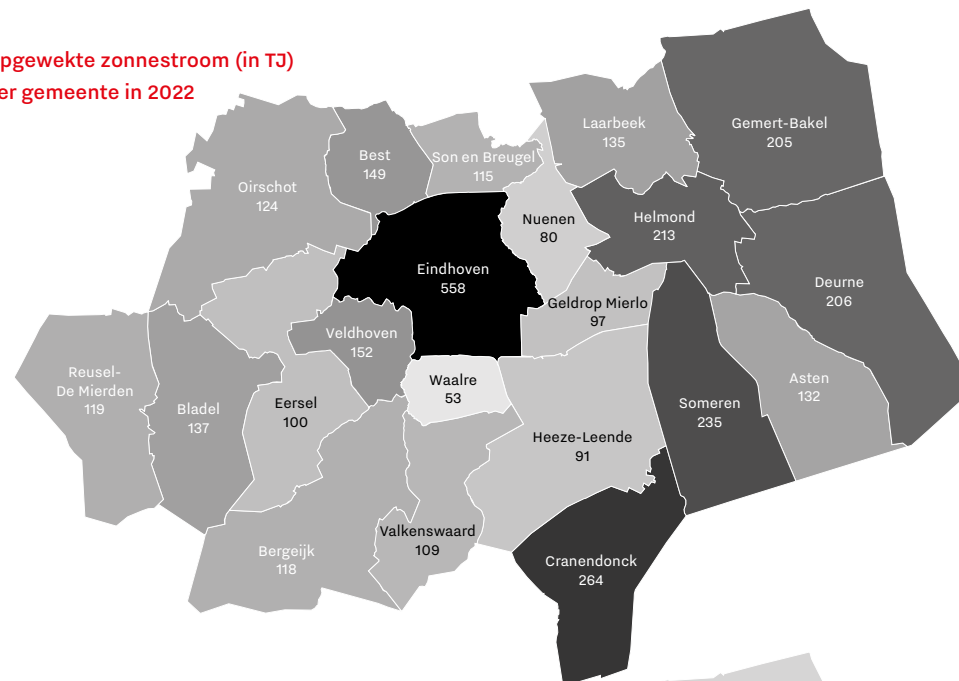 pgewekte zonnestroom (in TJ)
er gemeente in 2022
Laarbeek
135
Gemert-Bakel
205
Best
149
Son en Breugel
115
Oirschot
124
Nuenen
80
Helmond
213
Eindhoven
558
Deurne
206
Geldrop Mierlo
97
Veldhoven
152
Reusel-
De Mierden
119
Waalre
53
Asten
132
Bladel
137
Eersel
100
Someren
235
Heeze-Leende
91
Valkenswaard
109
Bergeijk
118
Cranendonck
264